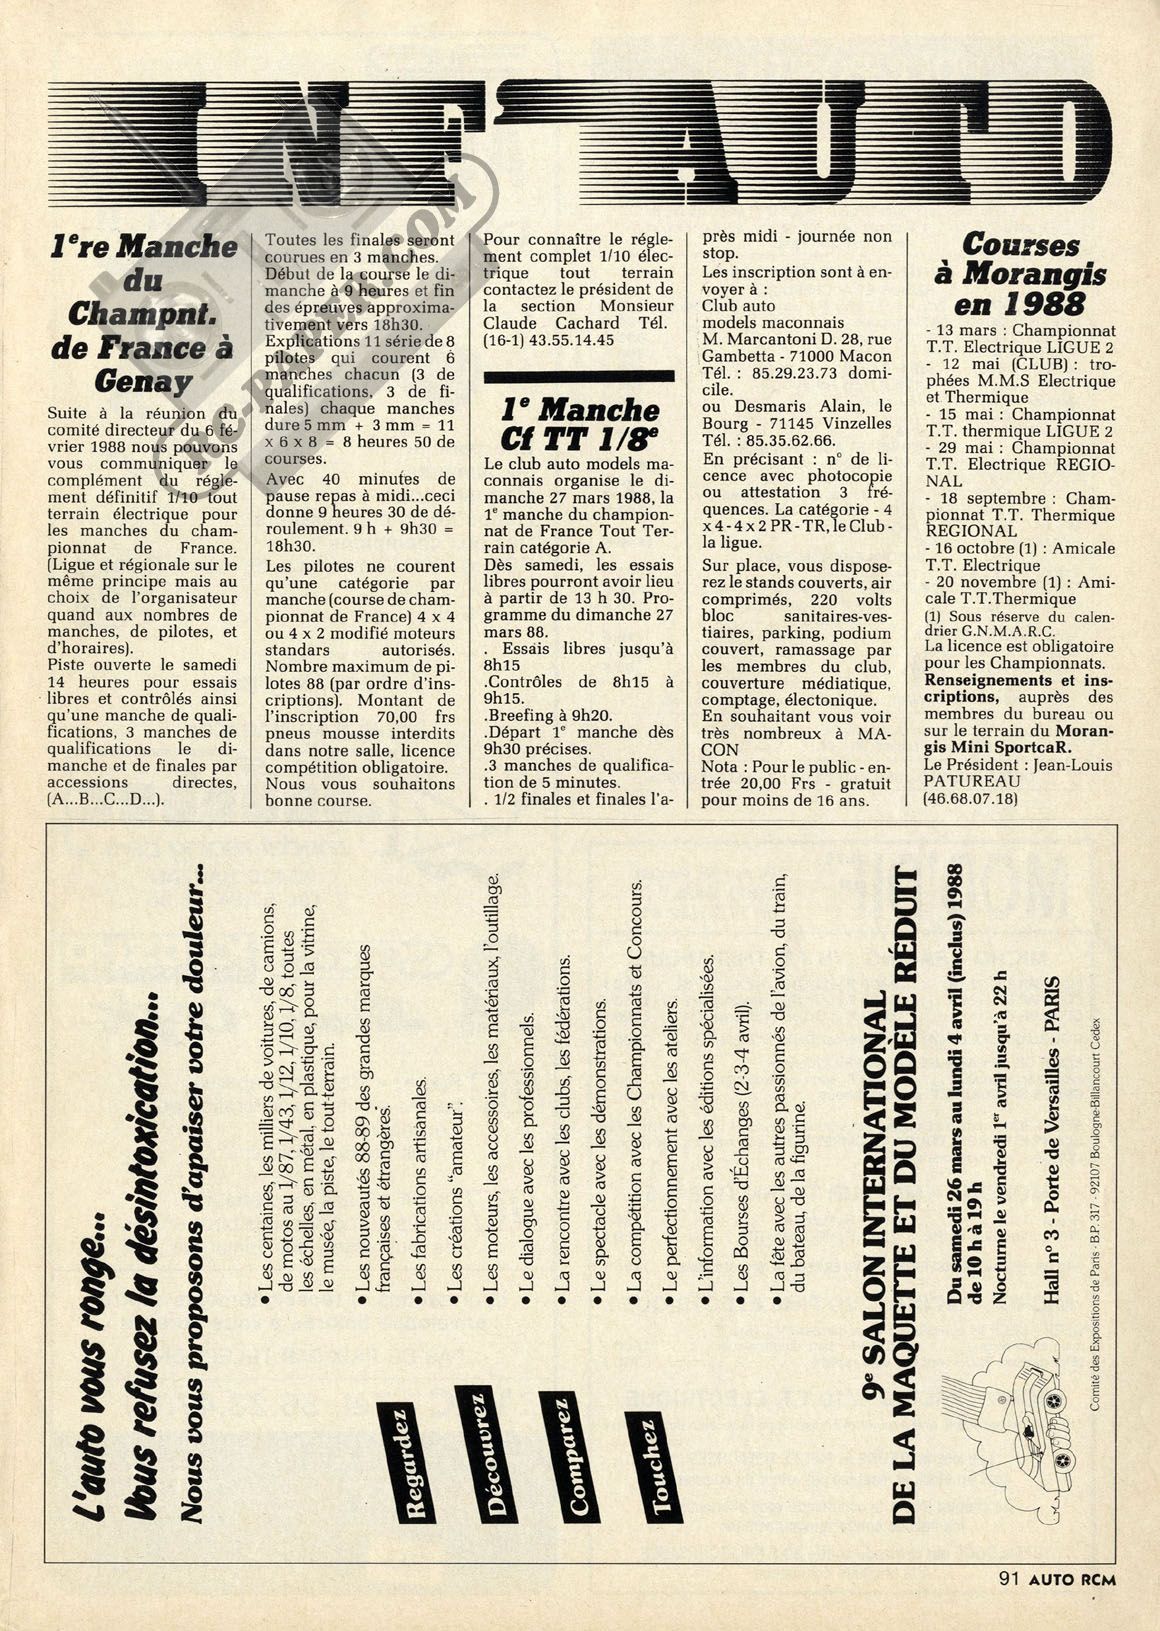 INF' AUTO
1ere Manche
du
Champnt.
de France à
Genay
Suite à la réunion du
comité directeur du 6 fé-
vrier 1988 nous pouvons
vous communiquer le
complément du régle-
ment définitif 1/10 tout
terrain électrique pour
les manches du cham-
pionnat de France.
(Ligue et régionale sur le
même principe mais au
choix de l'organisateur
quand aux nombres de
manches, de pilotes, et
d'horaires).
Piste ouverte le samedi
14 heures pour essais
libres et contrôlés ainsi
qu'une manche de quali-
fications, 3 manches de
qualifications le di-
manche et de finales par
accessions directes,
(A...B...C...D...).
Toutes les finales seront
courues en 3 manches.
Début de la course le di-
manche à 9 heures et fin
des épreuves approxima-
tivement vers 18h30.
Explications 11 série de 8
pilotes qui courent 6
manches chacun (3 de
qualifications, 3 de fi-
nales) chaque manches
dure 5 mm + 3 mm = 11
x 6 x 8 = 8 heures 50 de
courses.
Avec 40 minutes de
pause repas à midi...ceci
donne 9 heures 30 de dé-
roulement. 9 h + 9h30 =
18h30.
Les pilotes ne courent
qu'une catégorie par
manche (course de cham-
pionnat de France) 4 x 4
ou 4 x 2 modifié moteurs
standars autorisés.
Nombre maximum de pi-
lotes 88 (par ordre d'ins-
criptions). Montant de
l'inscription 70,00 frs
pneus mousse interdits
dans notre salle, licence
compétition obligatoire.
Nous vous souhaitons
bonne course.
Pour connaître le régle-
ment complet 1/10 élec-
trique tout terrain
contactez le président de
la section Monsieur
Claude Cachard Tél.
(16-1) 43.55.14.45
1e Manche
Cf TT 1/8e
Le club auto models ma-
connais organise le di-
manche 27 mars 1988, la
1e manche du champion-
nat de France Tout Ter-
rain catégorie A.
Dès samedi, les essais
libres pourront avoir lieu
à partir de 13 h 30. Pro-
gramme du dimanche 27
mars 88.
. Essais libres jusqu'à
8h15
.Contrôles de 8h15 à
9h15.
.Breefing à 9h20.
.Départ 1e manche dès
9h30 précises.
.3 manches de qualifica-
tion de 5 minutes.
. 1/2 finales et finales l'a-
près midi - journée non
stop.
Les inscription sont à en-
voyer à :
Club auto
models maconnais
M. Marcantoni D. 28, rue
Gambetta - 71000 Macon
Tél. : 85.29.23.73 domi-
cile.
ou Desmaris Alain, le
Bourg - 71145 Vinzelles
Tél. : 85.35.62.66.
En précisant : n° de li-
cence avec photocopie
ou attestation 3 fré-
quences. La catégorie - 4
x 4 - 4 x 2 PR - TR, le Club -
la ligue.
Sur place, vous dispose-
rez le stands couverts, air
comprimés, 220 volts
bloc sanitaires-ves-
tiaires, parking, podium
couvert, ramassage par
les membres du club,
couverture médiatique,
comptage, électonique.
En souhaitant vous voir
très nombreux à MA-
CON
Nota : Pour le public - en-
trée 20,00 Frs - gratuit
pour moins de 16 ans.
Courses
à Morangis
en 1988
- 13 mars : Championnat
T.T. Electrique LIGUE 2
- 12 mai (CLUB) : tro-
phées M.M.S Electrique
et Thermique
- 15 mai : Championnat
T.T. thermique LIGUE 2
- 29 mai : Championnat
T.T. Electrique REGIO-
NAL
- 18 septembre : Cham-
pionnat T.T. Thermique
REGIONAL
- 16 octobre (1) : Amicale
T.T. Electrique
- 20 novembre (1) : Ami-
cale T.T.Thermique
(1) Sous réserve du calen-
drier G.N.M.A.R.C.
La licence est obligatoire
pour les Championnats.
Renseignements et ins-
criptions, auprès des
membres du bureau ou
sur le terrain du Moran-
gis Mini SportcaR.
Le Président : Jean-Louis
PATUREAU
(46.68.07.18)
RC-PAPER.COM
L'auto vous ronge...
Vous refusez la désintoxication...
Nous vous proposons d'apaiser votre douleur...
Regardez
Découvrez
Comparez
Touchez
• Les centaines, les milliers de voitures, de camions,
de motos au 1/87, 1/43, 1/12, 1/10, 1/8, toutes
les échelles, en métal, en plastique, pour la vitrine,
le musée, la piste, le tout-terrain.
• Les nouveautés 88-89 des grandes marques
françaises et étrangères.
• Les fabrications artisanales.
• Les créations "amateur".
• Les moteurs, les accessoires, les matériaux, l'outillage.
• Le dialogue avec les professionnels.
• La rencontre avec les clubs, les fédérations.
• Le spectacle avec les démonstrations.
• La compétition avec les Championnats et Concours.
• Le perfectionnement avec les ateliers.
• L'information avec les éditions spécialisées.
• Les Bourses d'Échanges (2-3-4 avril).
• La fête avec les autres passionnés de l'avion, du train,
du bateau, de la figurine.
9e SALON INTERNATIONAL
DE LA MAQUETTE ET DU MODÈLE RÉDUIT
Du samedi 26 mars au lundi 4 avril (inclus) 1988
de 10 h à 19 h
Nocturne le vendredi 1er avril jusqu'à 22 h
Hall n° 3 - Porte de Versailles - PARIS
Comité des Expositions de Paris - B.P. 317 - 92107 Boulogne-Billancourt Cedex
91 AUTO RCM